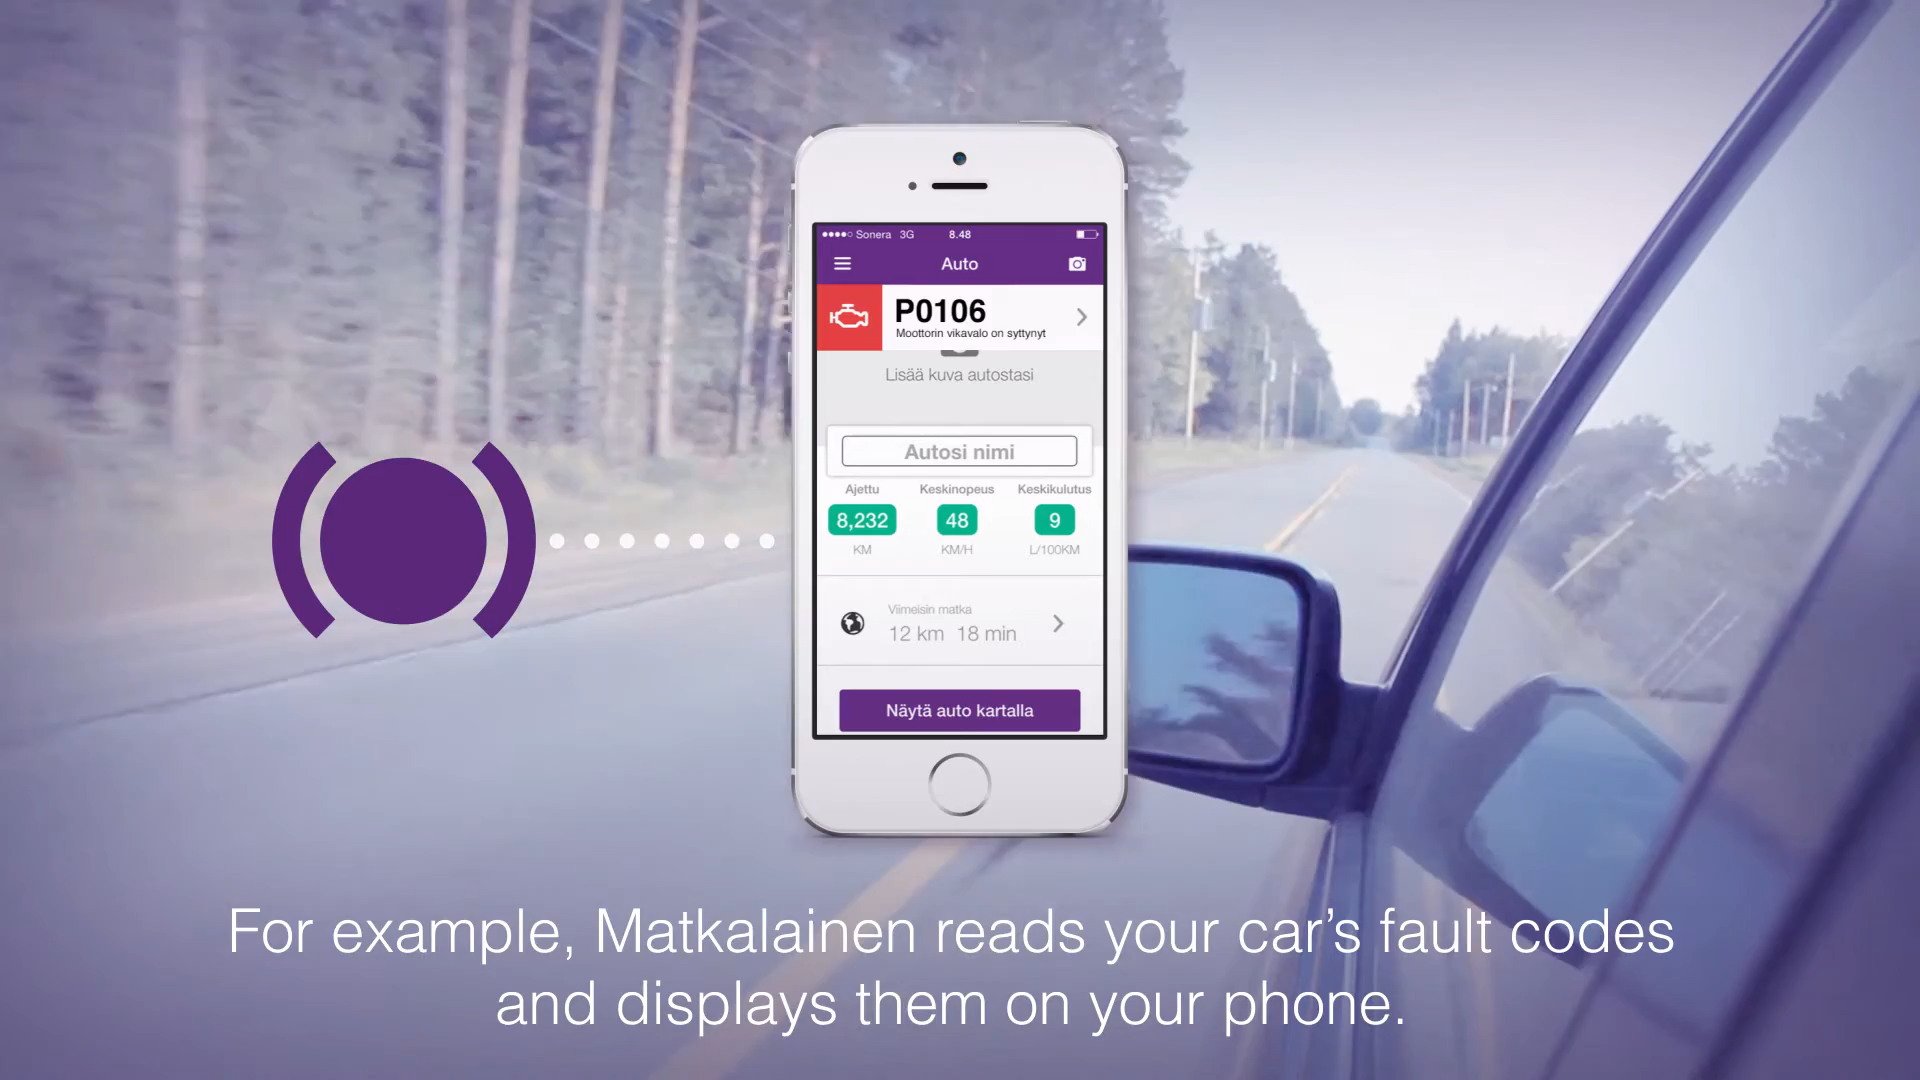 Sonera 3G 8.48
Auto
P0106
Moottorin vikavalo on syttynyt
Lisää kuva autostasi
Autosi nimi
Ajettu Keskinopeus Keskikulutus
8,232 48 9
KM KM/H L/100KM
Viimeisin matka
12 km 18 min
Näytä auto kartalla
For example, Matkalainen reads your car’s fault codes
and displays them on your phone.